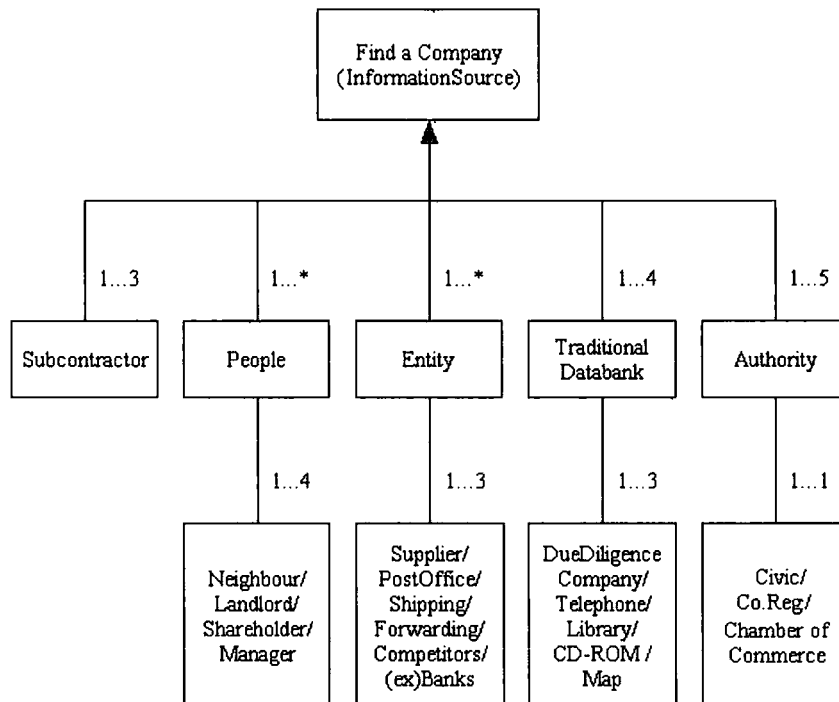 Find a Company
(InformationSource)
1...3
1...*
1...*
1...4
1...5
Subcontractor
People
Entity
Traditional
Databank
Authority
1...4
1...3
1...3
1...1
Neighbour/
Landlord/
Shareholder/
Manager
Supplier/
PostOffice/
Shipping/
Forwarding/
Competitors/
(ex)Banks
DueDiligence
Company/
Telephone/
Library/
CD-ROM /
Map
Civic/
Co.Reg/
Chamber of
Commerce